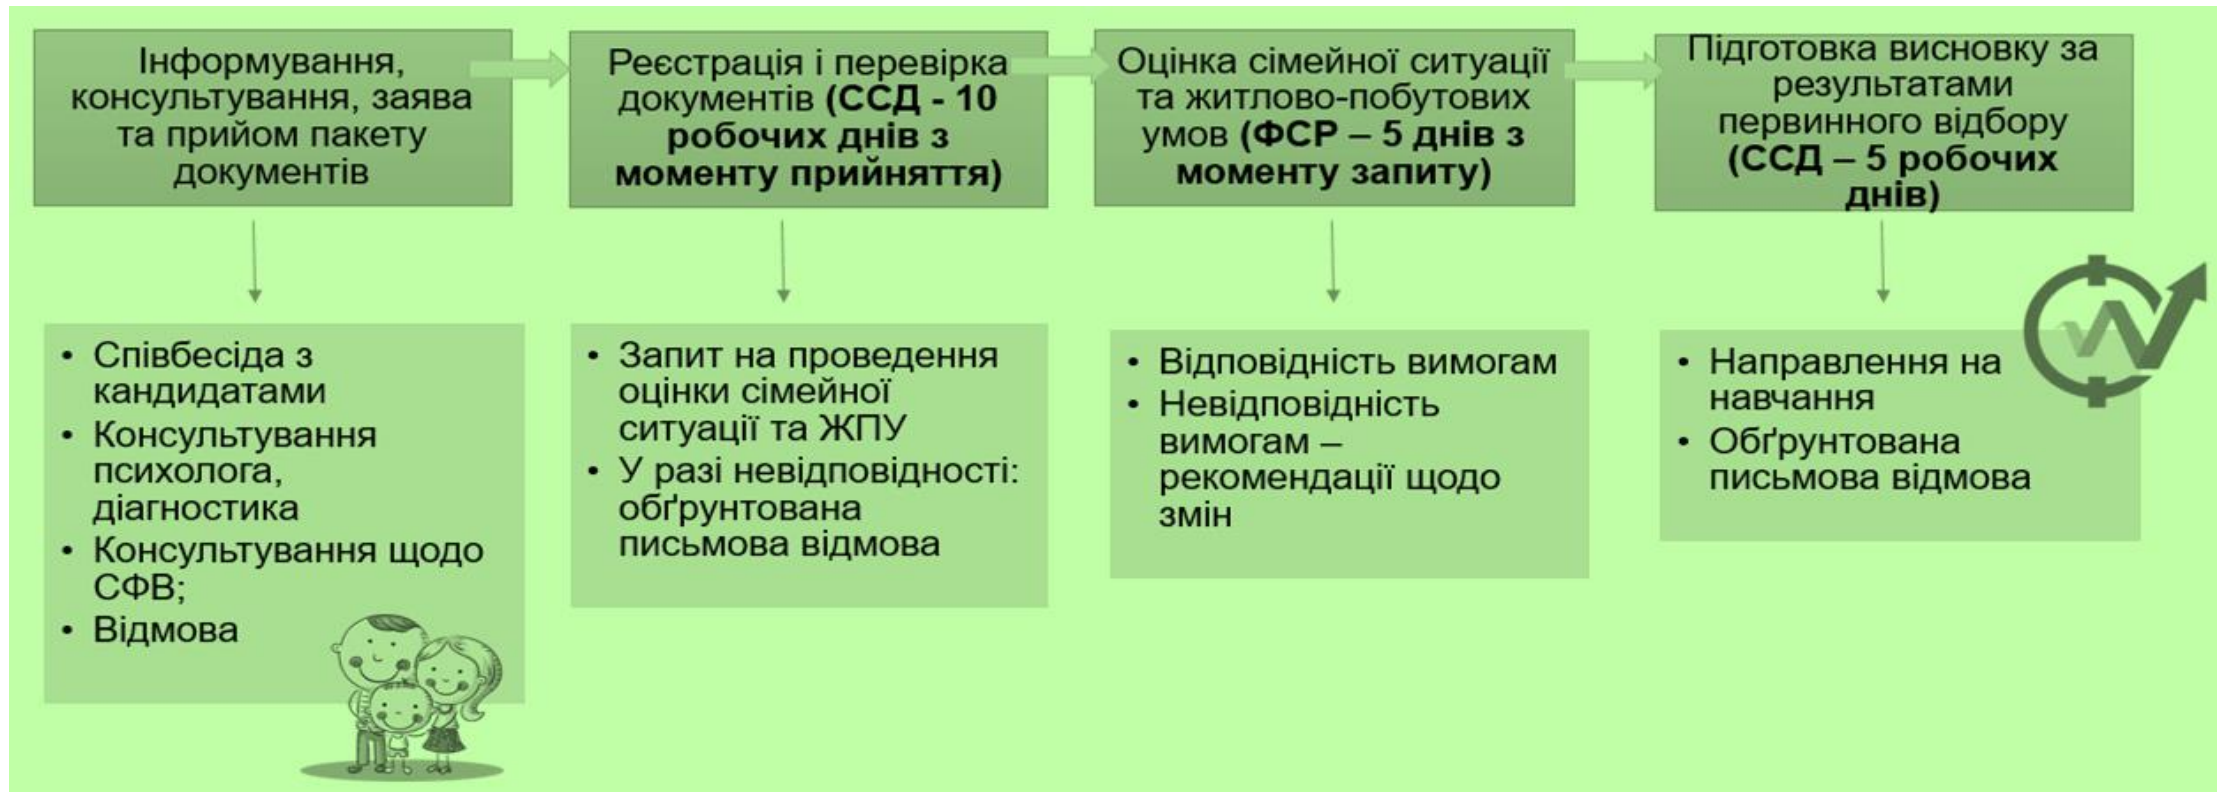 Інформування,
консультування, заява
та прийом пакету
документів
Реєстрація і перевірка
документів (ССД - 10
робочих днів з
моменту прийняття)
Оцінка сімейної ситуації
та житлово-побутових
умов (ФСР – 5 днів з
моменту запиту)
Підготовка висновку за
результатами
первинного відбору
(ССД – 5 робочих
днів)
• Співбесіда з
кандидатами
• Консультування
психолога,
діагностика
• Консультування щодо
СФВ;
• Відмова
• Запит на проведення
оцінки сімейної
ситуації та ЖПУ
• У разі невідповідності:
обґрунтована
письмова відмова
• Відповідність вимогам
• Невідповідність
вимогам –
рекомендації щодо
змін
• Направлення на
навчання
• Обґрунтована
письмова відмова